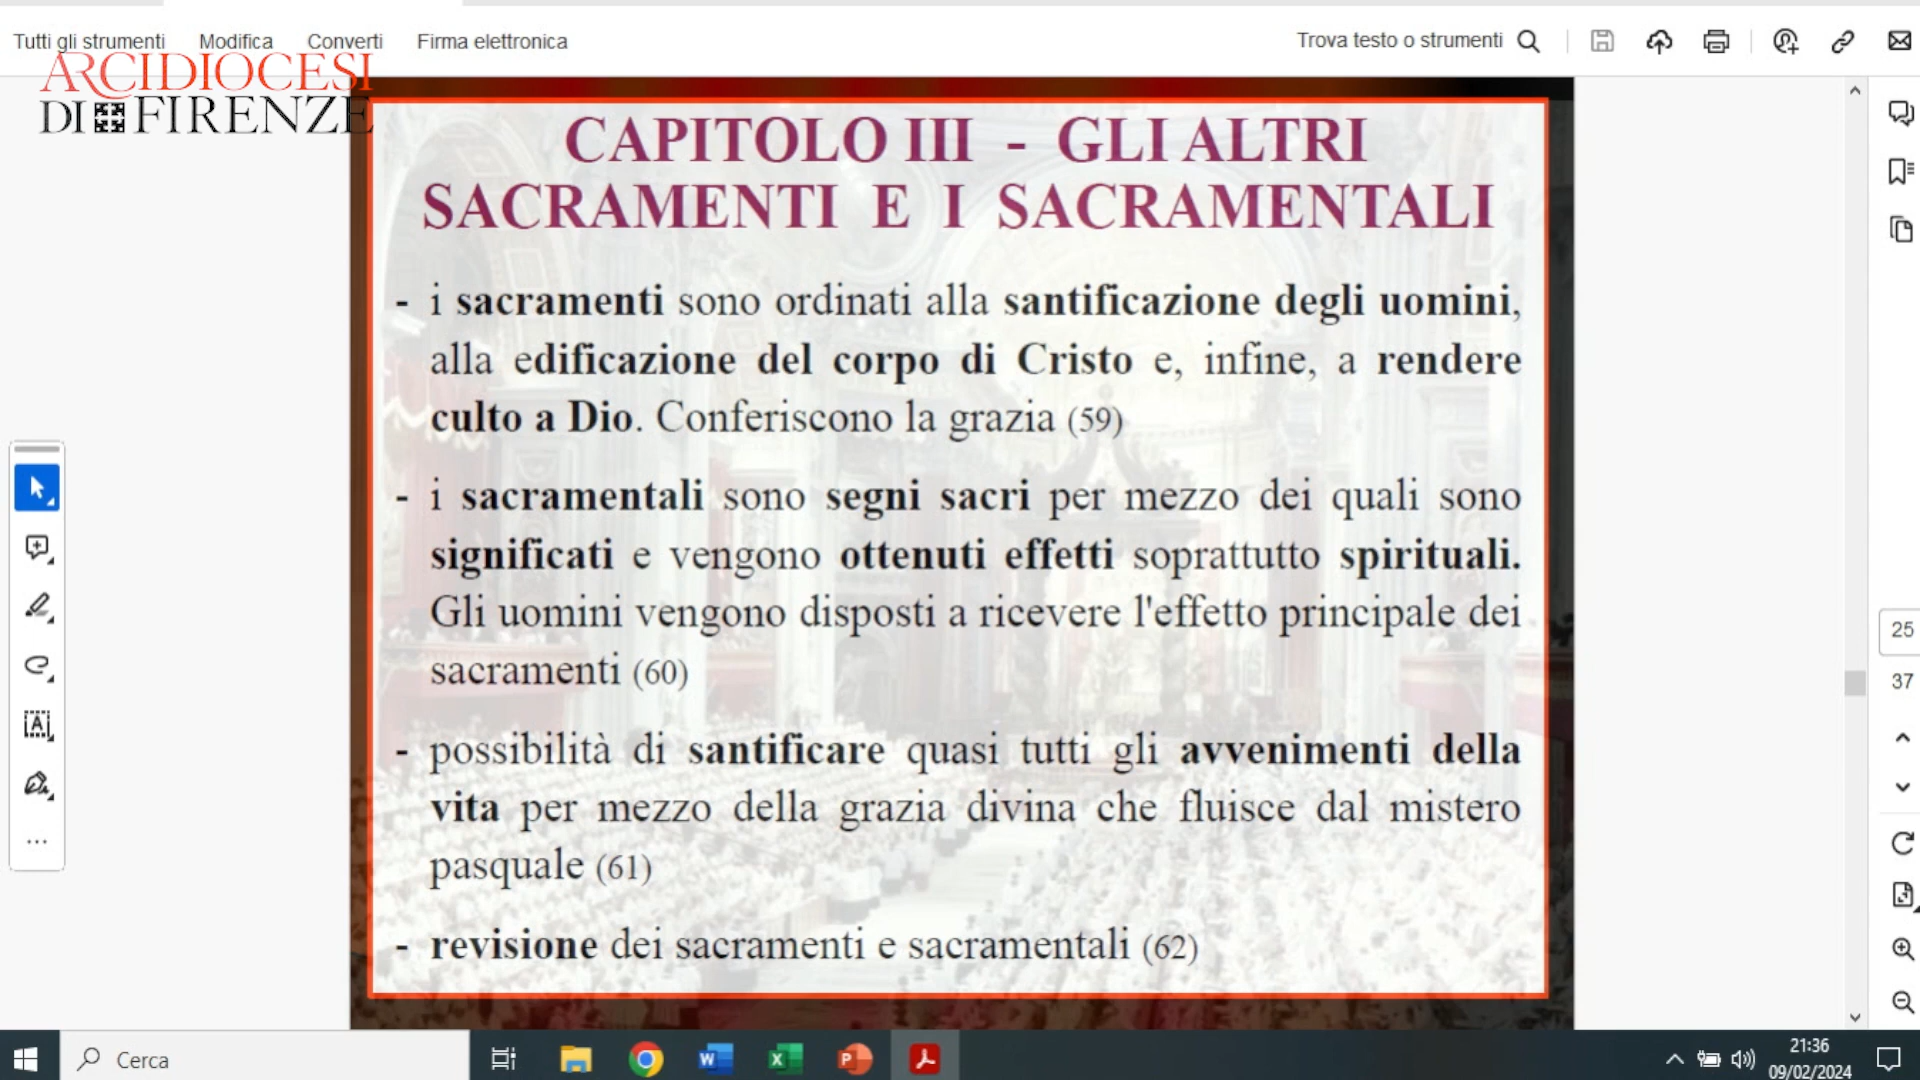 Tutti gli strumenti Modifica Converti Firma elettronica Trova testo o strumenti
ARCIDIOCESI
DI FIRENZE
CAPITOLO III - GLI ALTRI
SACRAMENTI E I SACRAMENTALI
- i sacramenti sono ordinati alla santificazione degli uomini,
alla edificazione del corpo di Cristo e, infine, a rendere
culto a Dio. Conferiscono la grazia (59)
- i sacramentali sono segni sacri per mezzo dei quali sono
significati e vengono ottenuti effetti soprattutto spirituali.
Gli uomini vengono disposti a ricevere l'effetto principale dei
sacramenti (60)
- possibilità di santificare quasi tutti gli avvenimenti della
vita per mezzo della grazia divina che fluisce dal mistero
pasquale (61)
- revisione dei sacramenti e sacramentali (62)
25
37
Cerca
21:36
09/02/2024